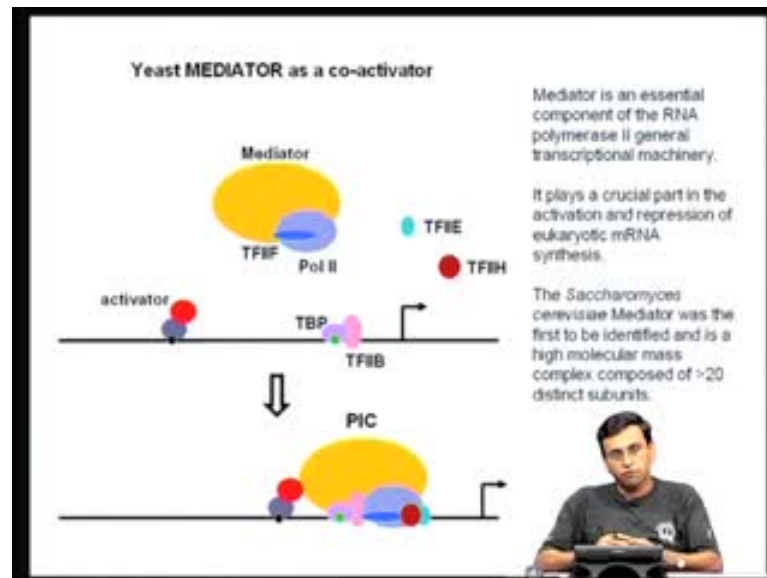 Yeast MEDIATOR as a co-activator
Mediator is an essential
component of the RNA
polymerase II general
transcriptional machinery.
It plays a crucial part in the
activation and repression of
eukaryotic mRNA
synthesis.
The Saccharomyces
cerevisiae Mediator was the
first to be identified and is a
high molecular mass
complex composed of >20
distinct subunits.
Mediator
TFIIF
Pol II
TFIIE
TFIIH
activator
TBP
TFIIB
PIC